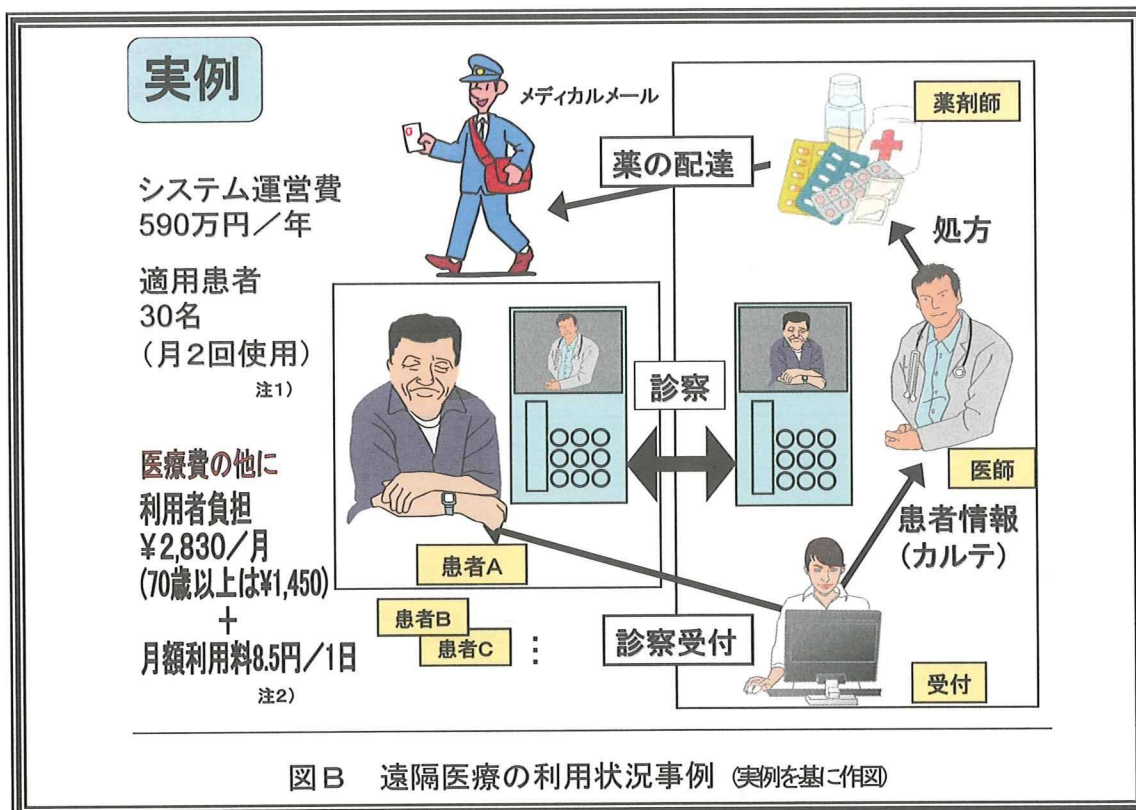 実例
メディカルメール
薬剤師
薬の配達
処方
システム運営費
590万円／年
適用患者
30名
（月2回使用）
注1）
診察
医師
医療費の他に
利用者負担
￥2,830／月
(70歳以上は¥1,450)
＋
月額利用料8.5円／1日
注2）
患者A
患者B
患者C
：
患者情報
(カルテ)
診察受付
受付
図B　遠隔医療の利用状況事例 (実例を基に作図)